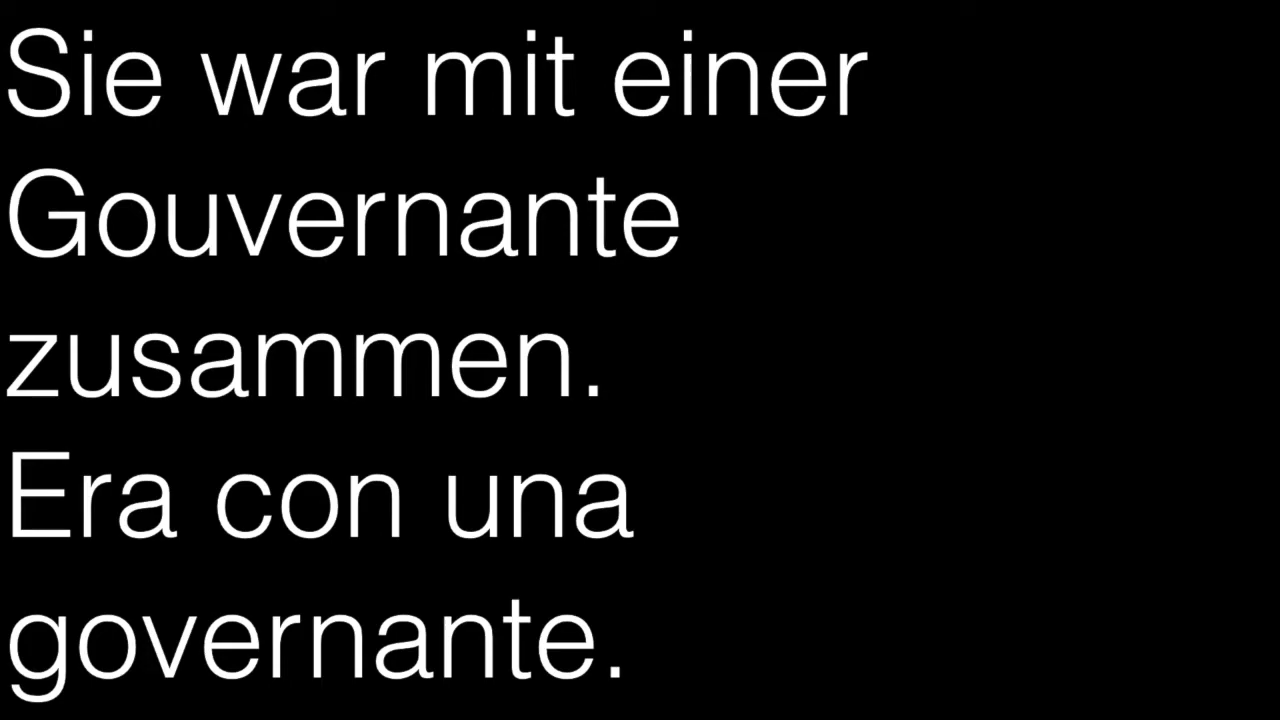 Sie war mit einer
Gouvernante
zusammen.
Era con una
governante.